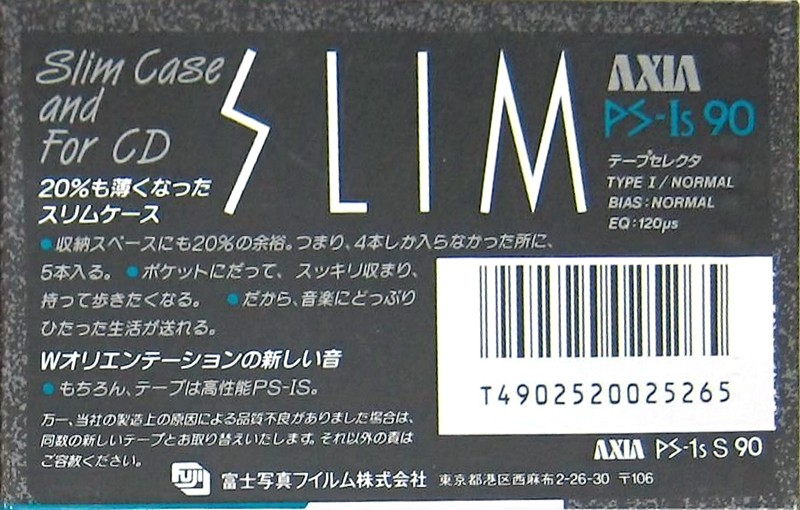 Slim Case
and
For CD
SLIM
20%も薄くなった
スリムケース
●収納スペースにも20%の余裕。つまり、4本しか入らなかった所に、
5本入る。 ●ポケットにだって、スッキリ収まり、
持って歩きたくなる。 ●だから、音楽にどっぷり
ひたった生活が送れる。
Wオリエンテーションの新しい音
●もちろん、テープは高性能PS-IS。
万一、当社の製造上の原因による品質不良がありました場合は、
同数の新しいテープとお取り替えいたします。それ以外の責は
ご容赦ください。
AXIA
PS-Is 90
テープセレクタ
TYPE I/NORMAL
BIAS:NORMAL
EQ:120μs
T4902520025265
AXIA PS-1s S 90
FUJI 富士写真フイルム株式会社 東京都港区西麻布2-26-30 〒106